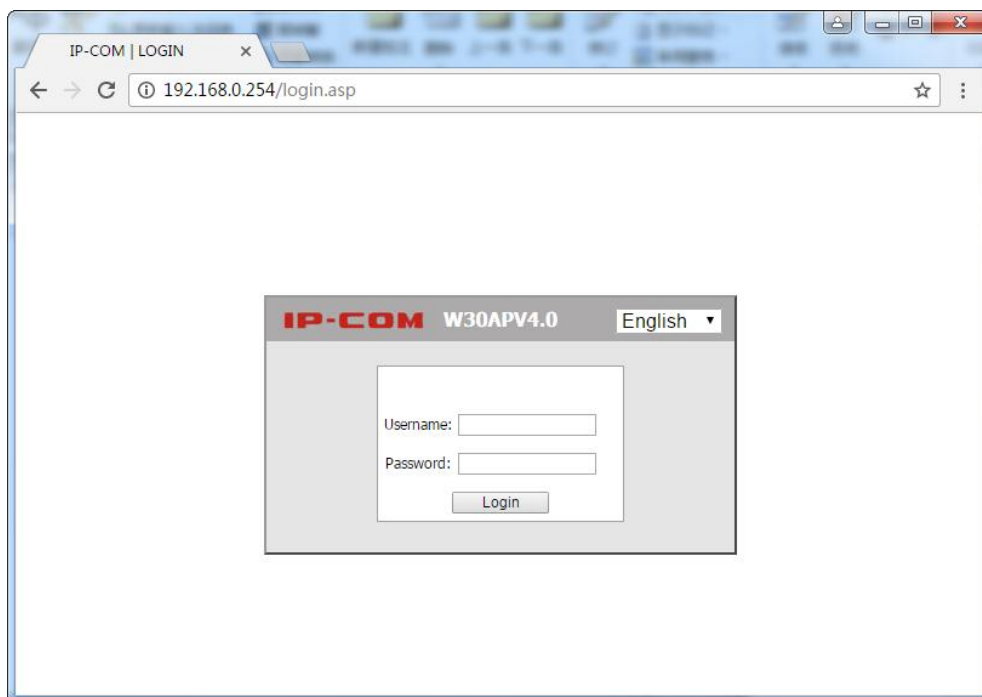 IP-COM | LOGIN
192.168.0.254/login.asp
IP-COM W30APV4.0 English
Username:
Password:
Login